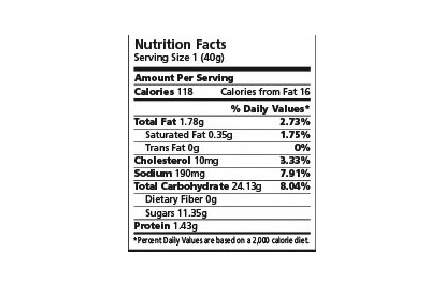 Nutrition Facts
Serving Size 1 (40g)
Amount Per Serving
Calories 118 Calories from Fat 16
% Daily Values*
Total Fat 1.78g 2.73%
Saturated Fat 0.35g 1.75%
Trans Fat 0g 0%
Cholesterol 10mg 3.33%
Sodium 190mg 7.91%
Total Carbohydrate 24.13g 8.04%
Dietary Fiber 0g
Sugars 11.35g
Protein 1.43g
*Percent Daily Values are based on a 2,000 calorie diet.